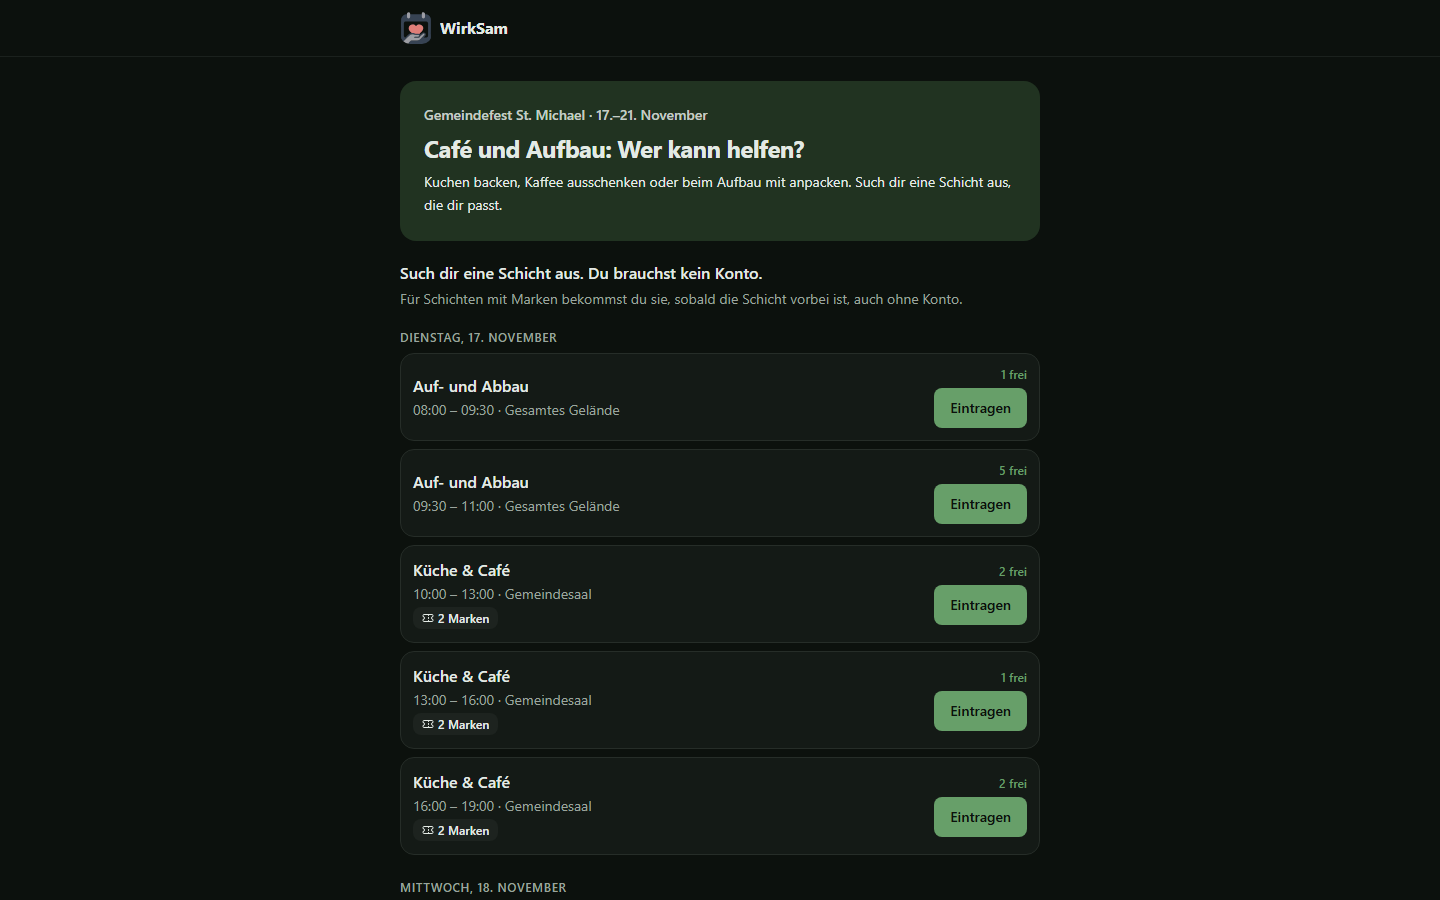 WirkSam
Gemeindefest St. Michael · 17.–21. November
Café und Aufbau: Wer kann helfen?
Kuchen backen, Kaffee ausschenken oder beim Aufbau mit anpacken. Such dir eine Schicht aus,
die dir passt.
Such dir eine Schicht aus. Du brauchst kein Konto.
Für Schichten mit Marken bekommst du sie, sobald die Schicht vorbei ist, auch ohne Konto.
DIENSTAG, 17. NOVEMBER
Auf- und Abbau
08:00 – 09:30 · Gesamtes Gelände
1 frei
Eintragen
Auf- und Abbau
09:30 – 11:00 · Gesamtes Gelände
5 frei
Eintragen
Küche & Café
10:00 – 13:00 · Gemeindesaal
2 Marken
2 frei
Eintragen
Küche & Café
13:00 – 16:00 · Gemeindesaal
2 Marken
1 frei
Eintragen
Küche & Café
16:00 – 19:00 · Gemeindesaal
2 Marken
2 frei
Eintragen
MITTWOCH, 18. NOVEMBER